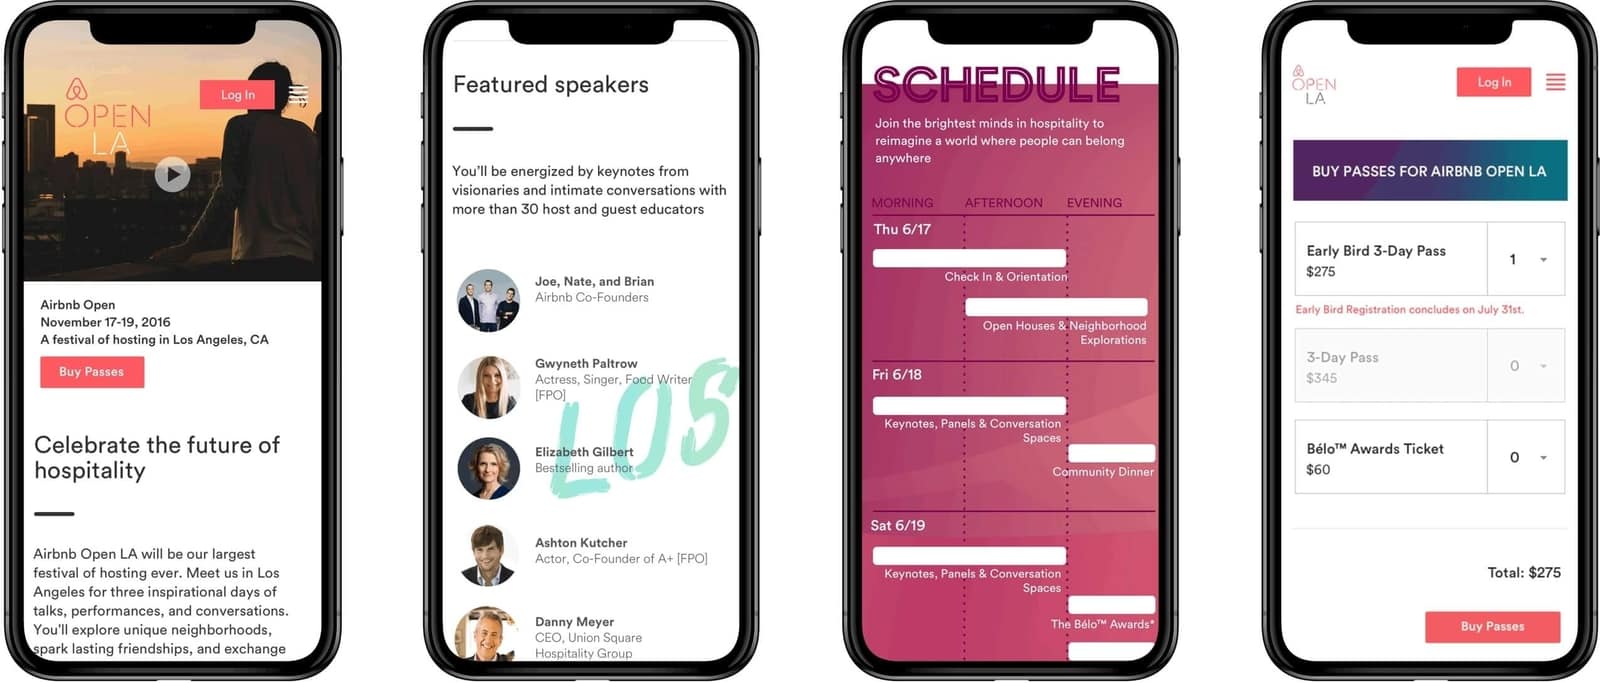 OPEN
LA
Log In
Airbnb Open
November 17-19, 2016
A festival of hosting in Los Angeles, CA
Buy Passes
Celebrate the future of
hospitality
Airbnb Open LA will be our largest
festival of hosting ever. Meet us in Los
Angeles for three inspirational days of
talks, performances, and conversations.
You'll explore unique neighborhoods,
spark lasting friendships, and exchange
Featured speakers
You'll be energized by keynotes from
visionaries and intimate conversations with
more than 30 host and guest educators
Joe, Nate, and Brian
Airbnb Co-Founders
Gwyneth Paltrow
Actress, Singer, Food Writer
[FPO]
LOS
Elizabeth Gilbert
Bestselling author
Ashton Kutcher
Actor, Co-Founder of A+ [FPO]
Danny Meyer
CEO, Union Square
Hospitality Group
SCHEDULE
Join the brightest minds in hospitality to
reimagine a world where people can belong
anywhere
MORNING AFTERNOON EVENING
Thu 6/17
Check In & Orientation
Open Houses & Neighborhood
Explorations
Fri 6/18
Keynotes, Panels & Conversation
Spaces
Community Dinner
Sat 6/19
Keynotes, Panels & Conversation
Spaces
The Bélo™ Awards*
OPEN
LA
Log In
BUY PASSES FOR AIRBNB OPEN LA
Early Bird 3-Day Pass
$275
1
Early Bird Registration concludes on July 31st.
3-Day Pass
$345
0
Bélo™ Awards Ticket
$60
0
Total: $275
Buy Passes